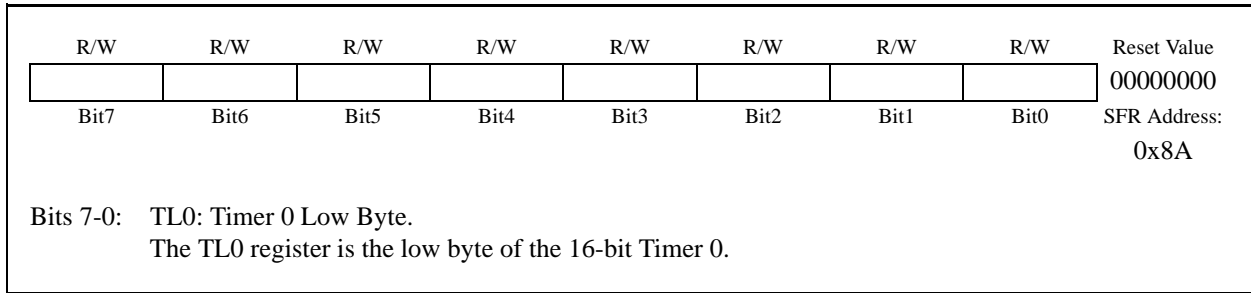 R/W R/W R/W R/W R/W R/W R/W R/W Reset Value
00000000
Bit7 Bit6 Bit5 Bit4 Bit3 Bit2 Bit1 Bit0 SFR Address:
0x8A
Bits 7-0: TL0: Timer 0 Low Byte.
The TL0 register is the low byte of the 16-bit Timer 0.